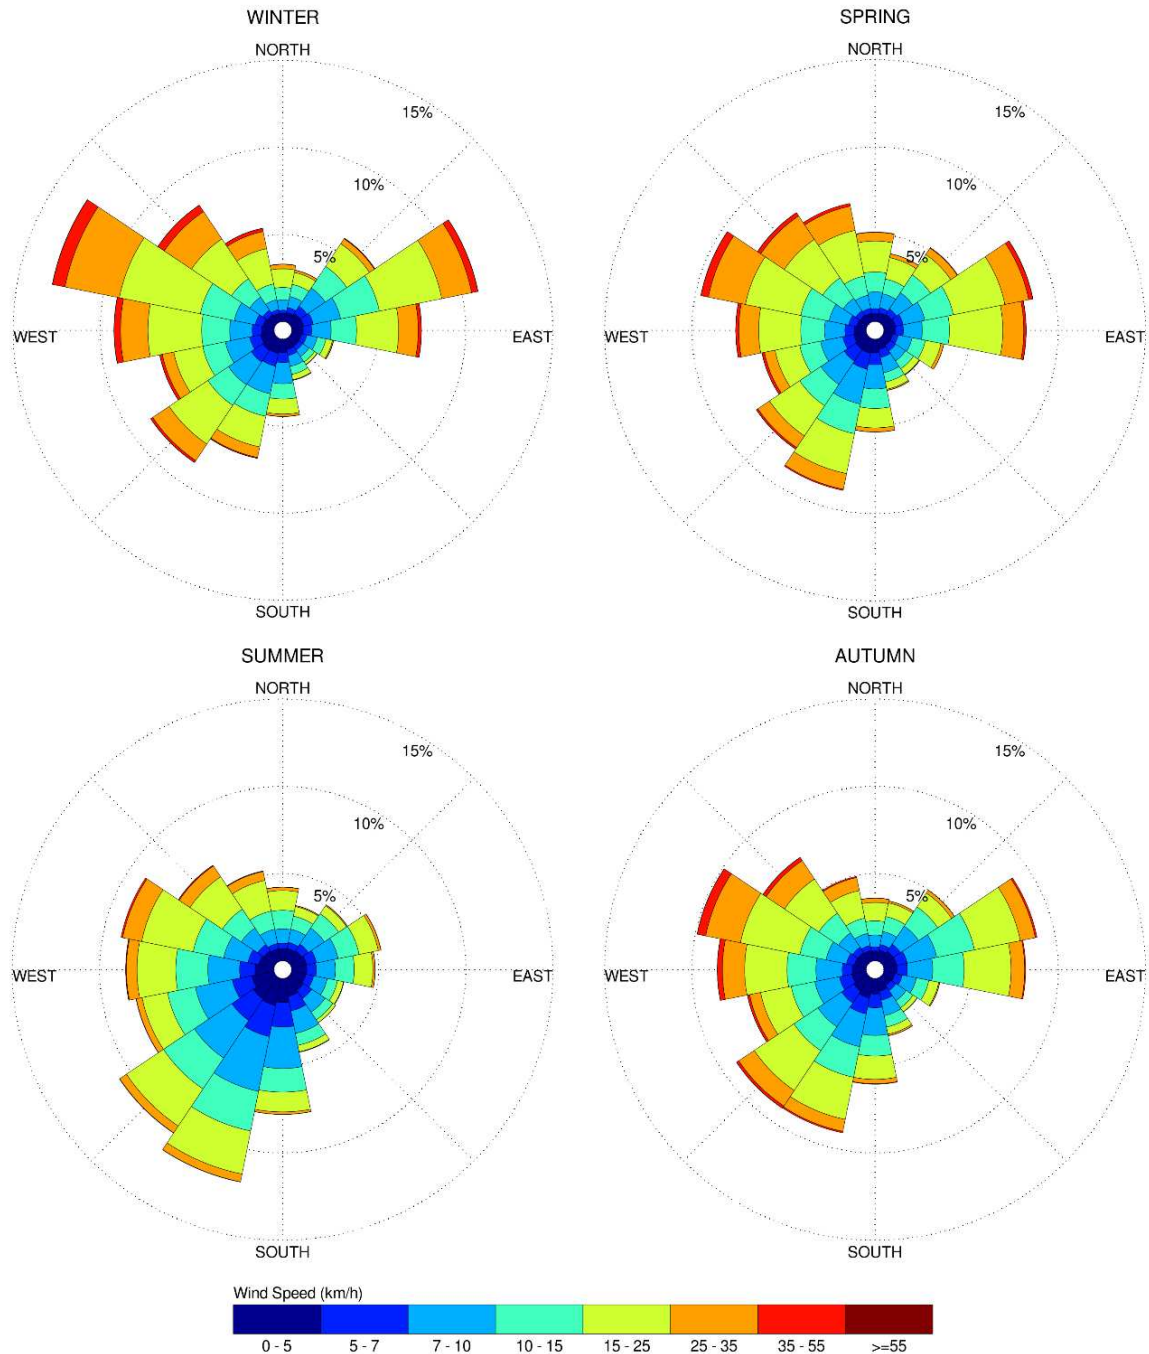 WINTER
NORTH
15%
10%
5%
WEST
EAST
SOUTH
SPRING
NORTH
15%
10%
5%
WEST
EAST
SOUTH
SUMMER
NORTH
15%
10%
5%
WEST
EAST
SOUTH
AUTUMN
NORTH
15%
10%
5%
WEST
EAST
SOUTH
Wind Speed (km/h)
0 - 5 5 - 7 7 - 10 10 - 15 15 - 25 25 - 35 35 - 55 >=55